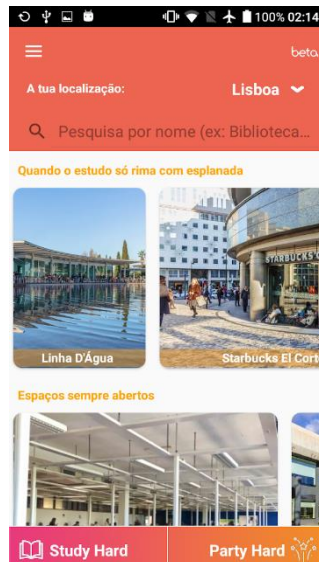 100% 02:14
beta
A tua localização:
Lisboa
Pesquisa por nome (ex: Biblioteca...
Quando o estudo só rima com esplanada
STARBUCKS C
Linha D'Água
Starbucks El Cort
Espaços sempre abertos
Study Hard
Party Hard